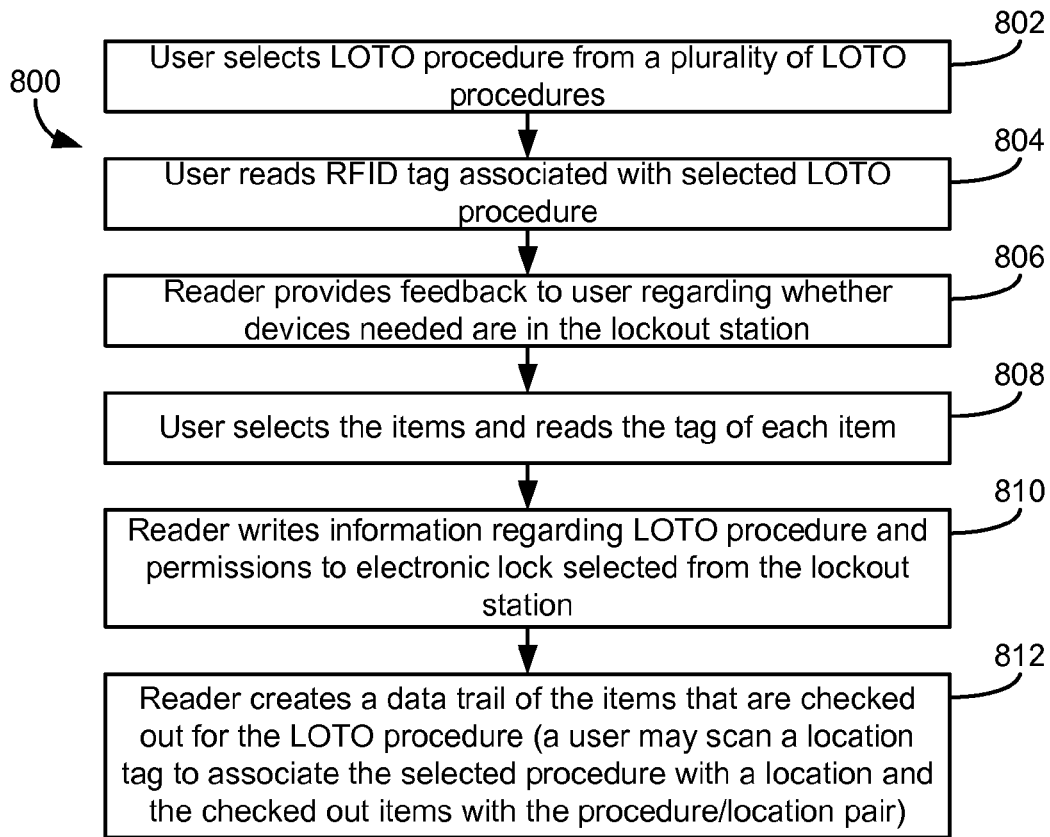 802
User selects LOTO procedure from a plurality of LOTO
procedures
800
804
User reads RFID tag associated with selected LOTO
procedure
806
Reader provides feedback to user regarding whether
devices needed are in the lockout station
808
User selects the items and reads the tag of each item
810
Reader writes information regarding LOTO procedure and
permissions to electronic lock selected from the lockout
station
812
Reader creates a data trail of the items that are checked
out for the LOTO procedure (a user may scan a location
tag to associate the selected procedure with a location and
the checked out items with the procedure/location pair)